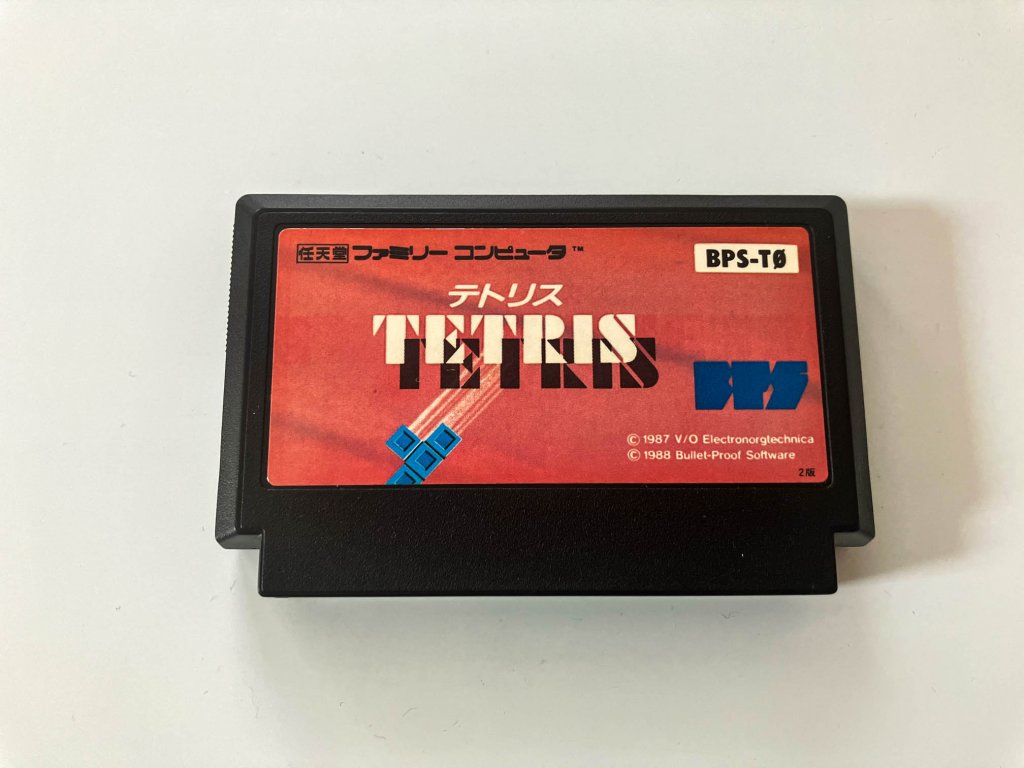 任天堂 ファミリー コンピュータ™
BPS-TØ
テトリス
TETRIS
BPS
© 1987 V/O Electronorgtechnica
© 1988 Bullet-Proof Software
2版